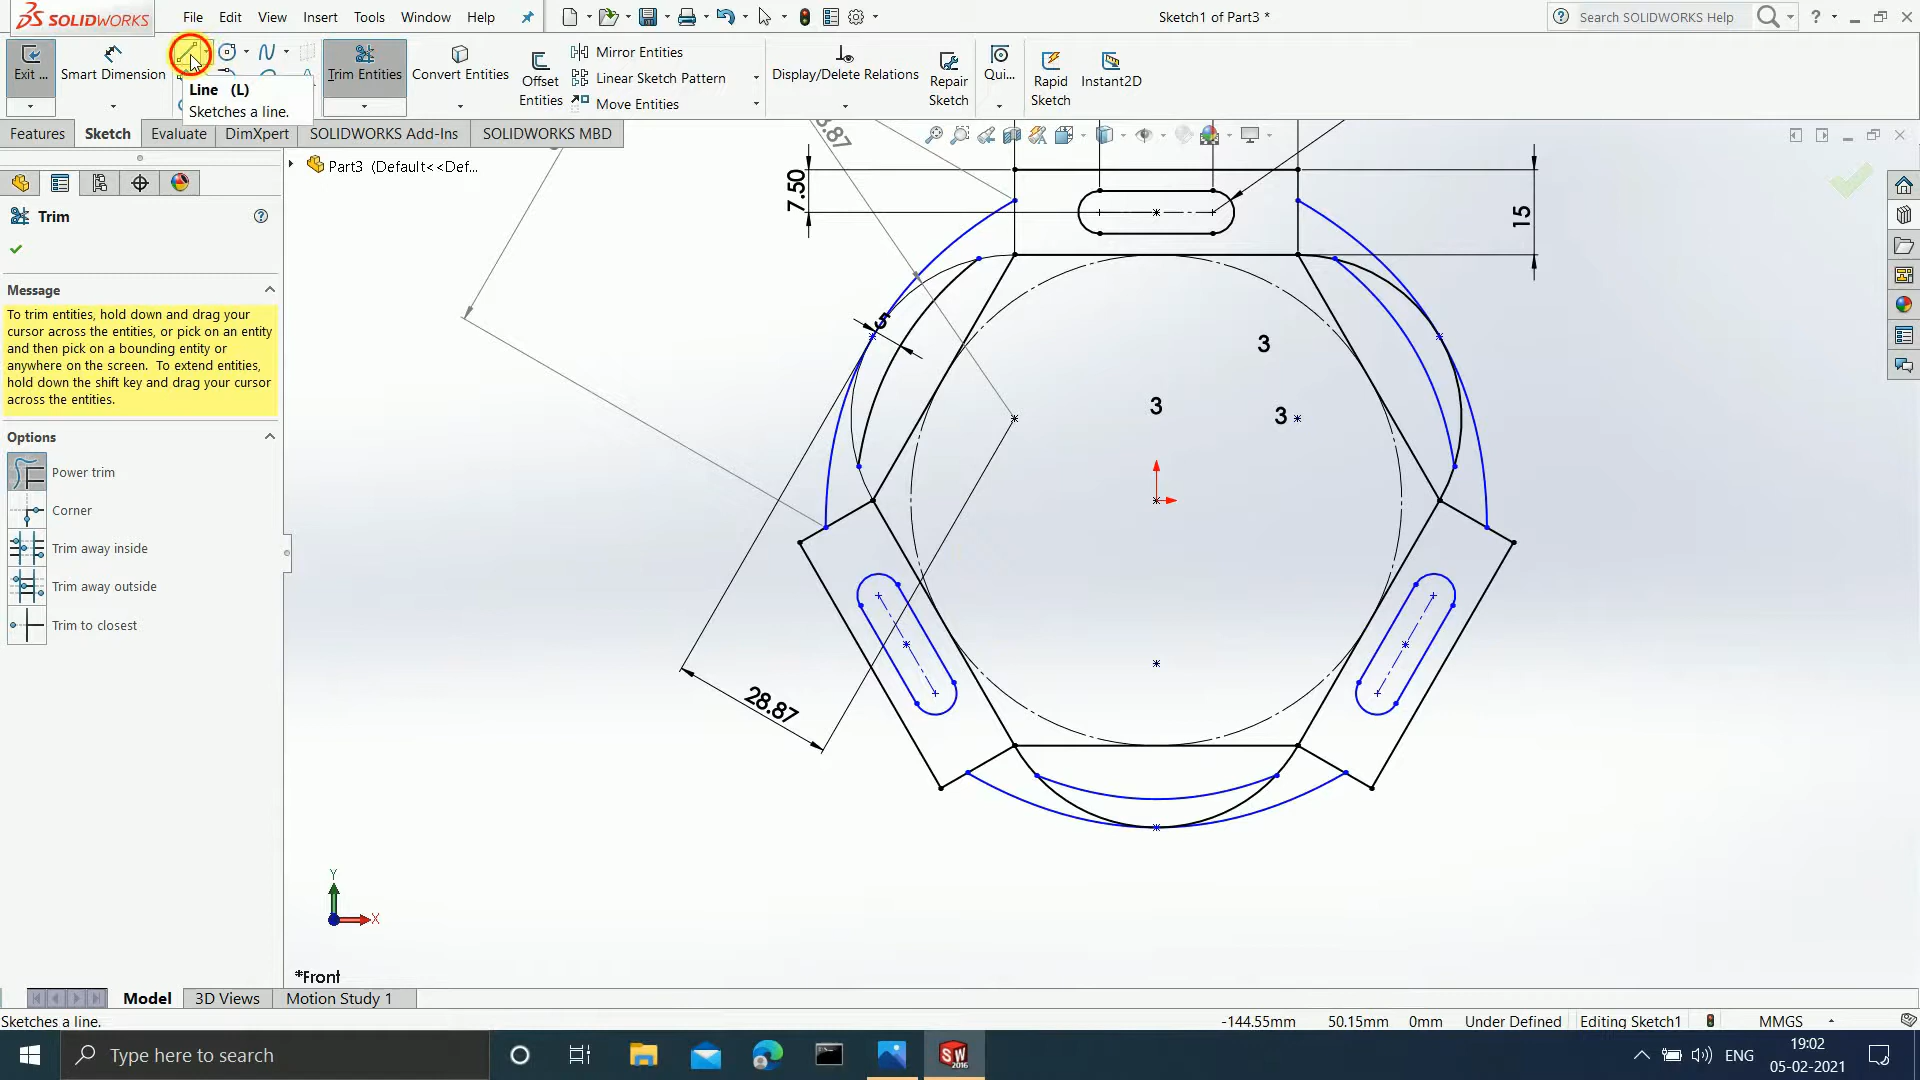 SOLIDWORKS
File
Edit
View
Insert
Tools
Window
Help
Sketch1 of Part3 *
Search SOLIDWORKS Help
Exit ...
Smart Dimension
Line (L)
Sketches a line.
Trim Entities
Convert Entities
Offset
Entities
Mirror Entities
Linear Sketch Pattern
Move Entities
Display/Delete Relations
Repair
Sketch
Qui...
Rapid
Sketch
Instant2D
Features
Sketch
Evaluate
DimXpert
SOLIDWORKS Add-Ins
SOLIDWORKS MBD
Part3 (Default<<Def...
Trim
Message
To trim entities, hold down and drag your
cursor across the entities, or pick on an entity
and then pick on a bounding entity or
anywhere on the screen. To extend entities,
hold down the shift key and drag your cursor
across the entities.
Options
Power trim
Corner
Trim away inside
Trim away outside
Trim to closest
7.50
15
5
3
3
3
28.87
Y
X
*Front
Model
3D Views
Motion Study 1
Sketches a line.
-144.55mm
50.15mm
0mm
Under Defined
Editing Sketch1
MMGS
Type here to search
SW
2016
ENG
19:02
05-02-2021